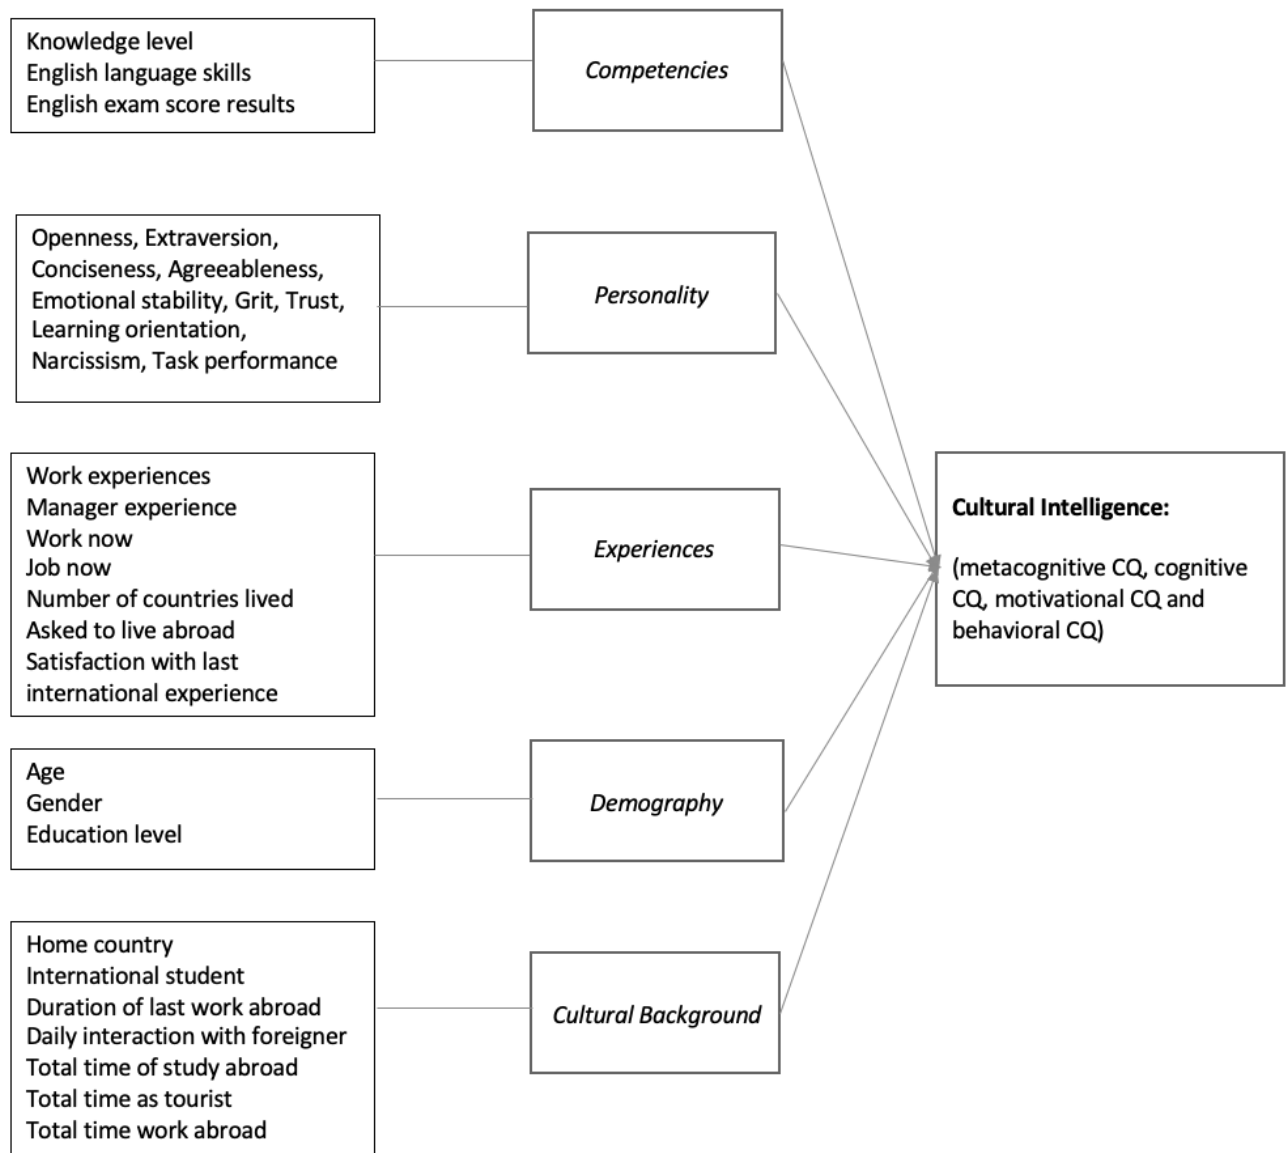 Knowledge level
English language skills
English exam score results
Competencies
Openness, Extraversion,
Conciseness, Agreeableness,
Emotional stability, Grit, Trust,
Learning orientation,
Narcissism, Task performance
Personality
Work experiences
Manager experience
Work now
Job now
Number of countries lived
Asked to live abroad
Satisfaction with last
international experience
Experiences
Age
Gender
Education level
Demography
Home country
International student
Duration of last work abroad
Daily interaction with foreigner
Total time of study abroad
Total time as tourist
Total time work abroad
Cultural Background
Cultural Intelligence:
(metacognitive CQ, cognitive
CQ, motivational CQ and
behavioral CQ)